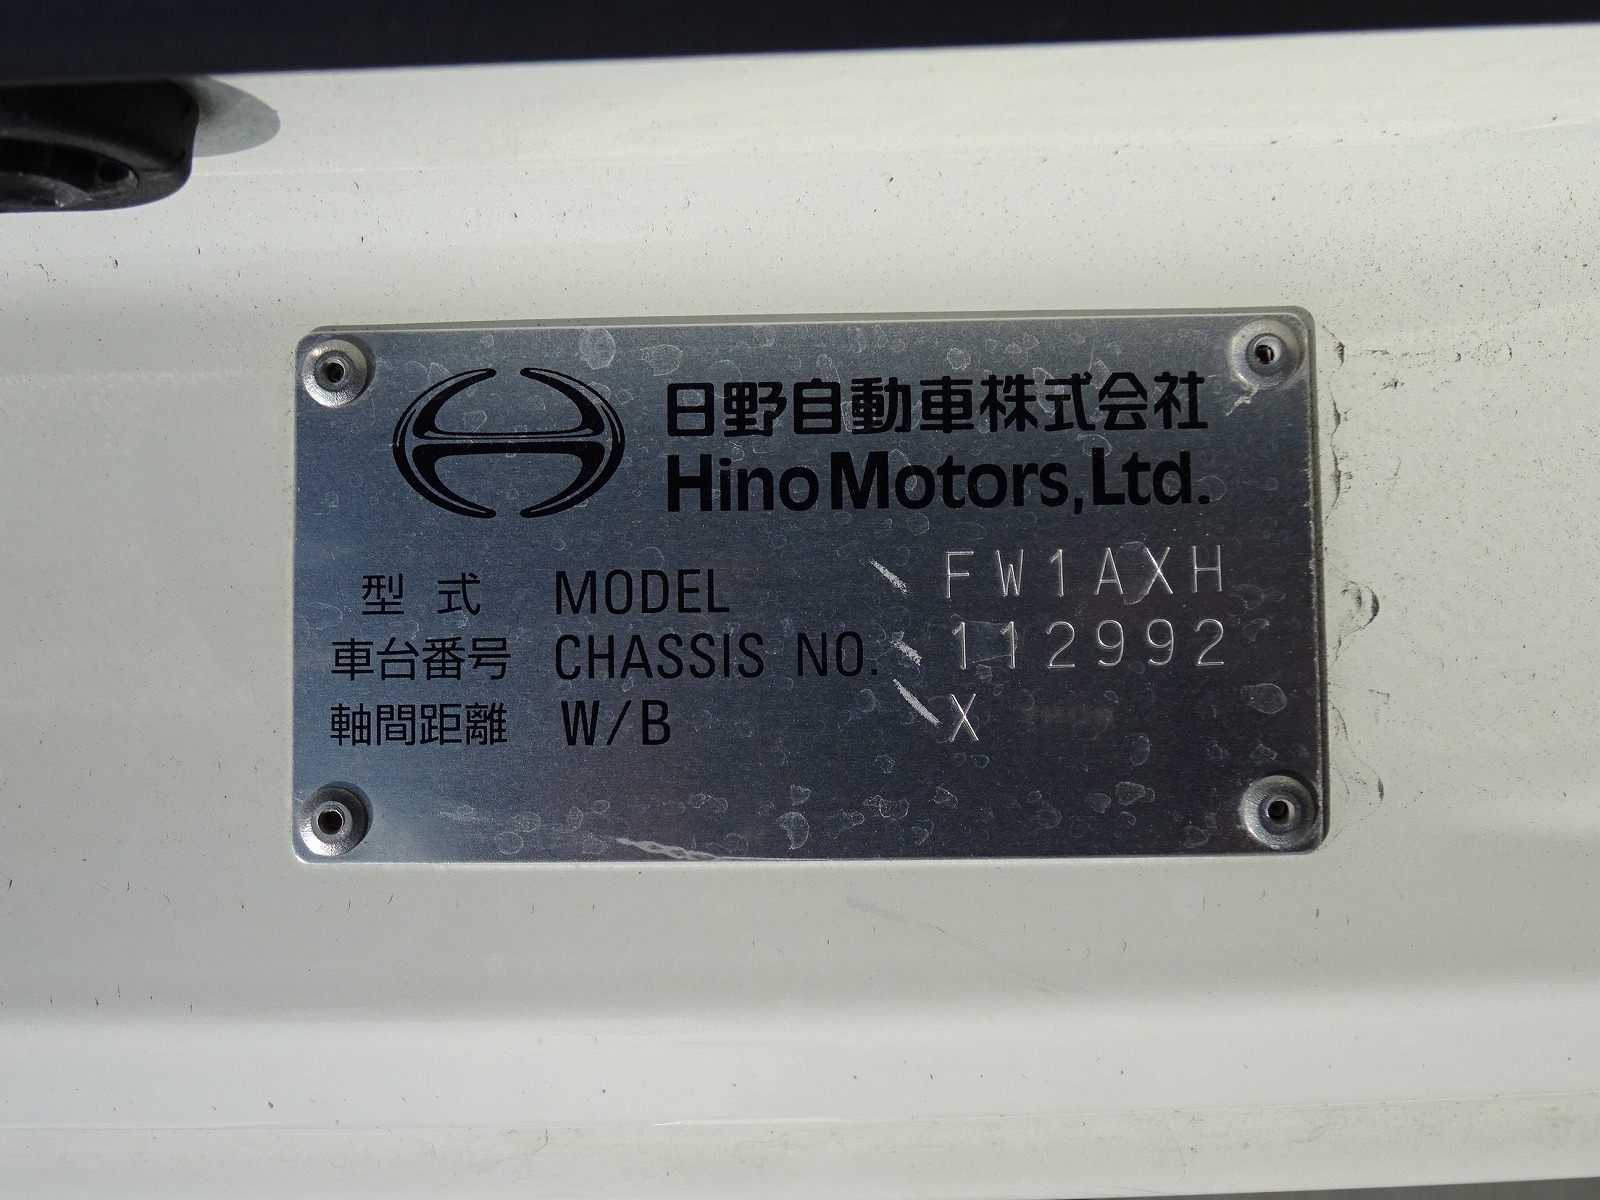 日野自動車株式会社
Hino Motors, Ltd.
型式 MODEL FW1AXH
車台番号 CHASSIS NO. 112992
軸間距離 W/B X